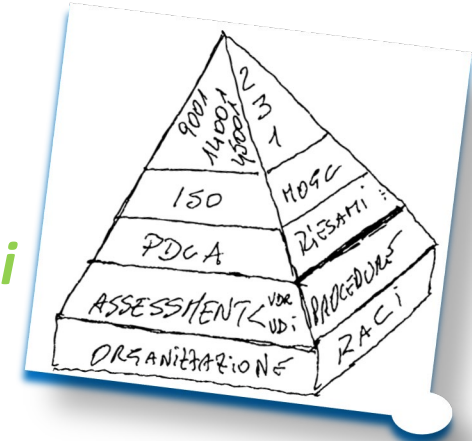 9001
14001
45001
ISO
PDCA
ASSESSMENT < VDR
UDI
ORGANIZZAZIONE
2
3
1
MOGC
RIESAMI
PROCEDURE
RACI
i